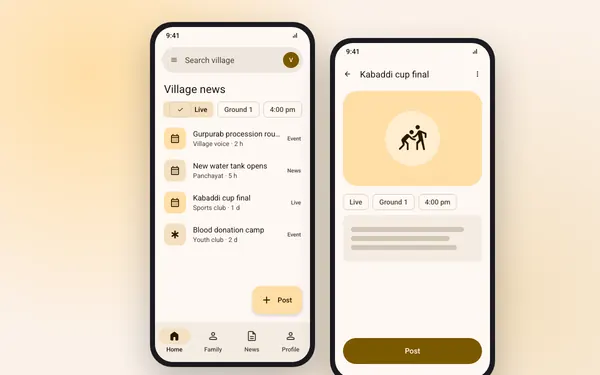 9:41
Search village
V
Village news
Live
Ground 1
4:00 pm
Gurpurab procession rou...
Village voice · 2 h
Event
New water tank opens
Panchayat · 5 h
News
Kabaddi cup final
Sports club · 1 d
Live
Blood donation camp
Youth club · 2 d
Event
Post
Home
Family
News
Profile
9:41
Kabaddi cup final
Live
Ground 1
4:00 pm
Post